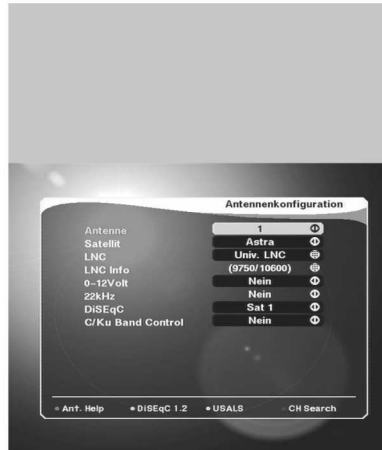 Antennenkonfiguration
Antenne 1
Satellit Astra
LNC Univ. LNC
LNC Info (9750/10600)
0-12Volt Nein
22kHz Nein
DiSEqC Sat 1
C/Ku Band Control Nein
Ant. Help DiSEqC 1.2 USALS CH Search